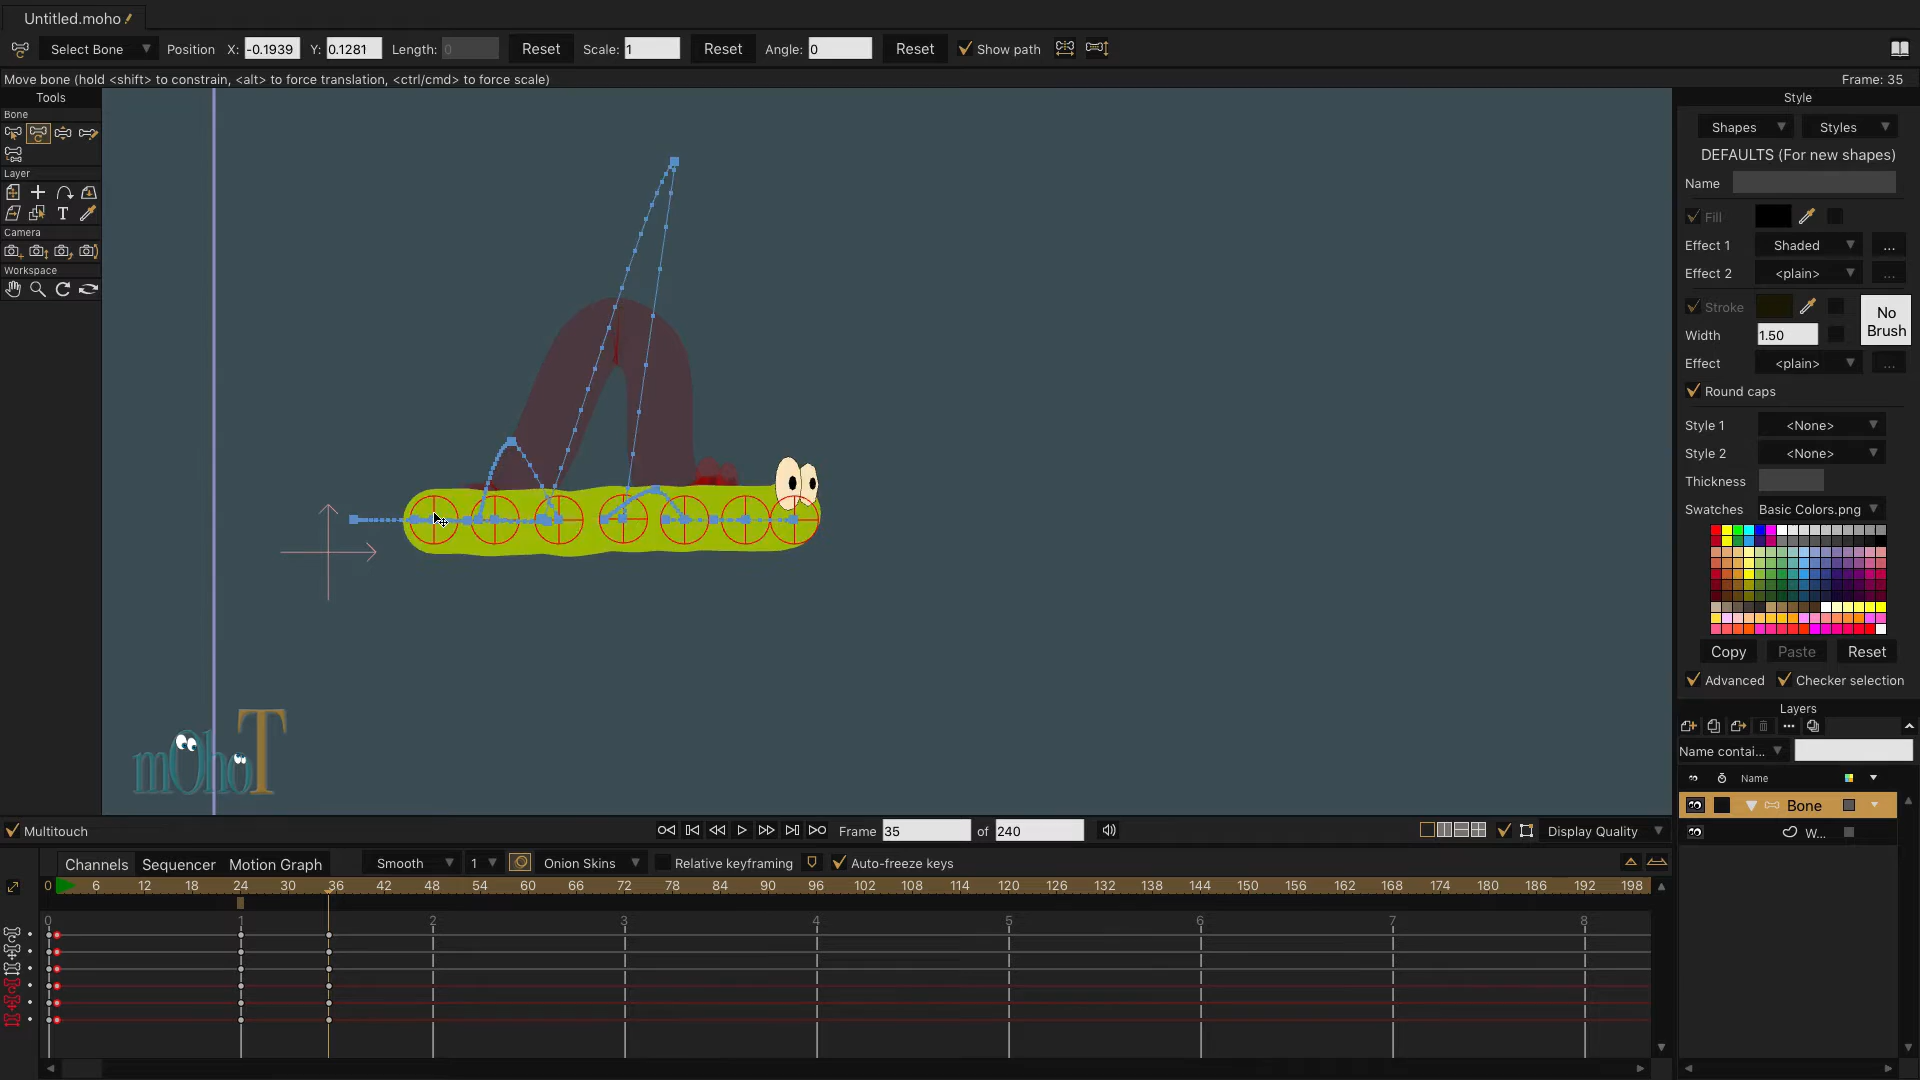 Untitled.moho
Select Bone Position X: -0.1939 Y: 0.1281 Length: 0 Reset Scale: 1 Reset Angle: 0 Reset Show path
Move bone (hold <shift> to constrain, <alt> to force translation, <ctrl/cmd> to force scale) Frame: 35
Tools
Bone
Layer
T
Camera
Workspace
Style
Shapes Styles
DEFAULTS (For new shapes)
Name
Fill
Effect 1 Shaded ...
Effect 2 <plain> ...
Stroke No Brush
Width 1.50
Effect <plain> ...
Round caps
Style 1 <None>
Style 2 <None>
Thickness
Swatches Basic Colors.png
Copy Paste Reset
Advanced Checker selection
Layers
Name contai...
Name
Bone
W...
mOhoT
Multitouch Frame 35 of 240 Display Quality
Channels Sequencer Motion Graph Smooth 1 Onion Skins Relative keyframing Auto-freeze keys
0 6 12 18 24 30 36 42 48 54 60 66 72 78 84 90 96 102 108 114 120 126 132 138 144 150 156 162 168 174 180 186 192 198
0 1 2 3 4 5 6 7 8